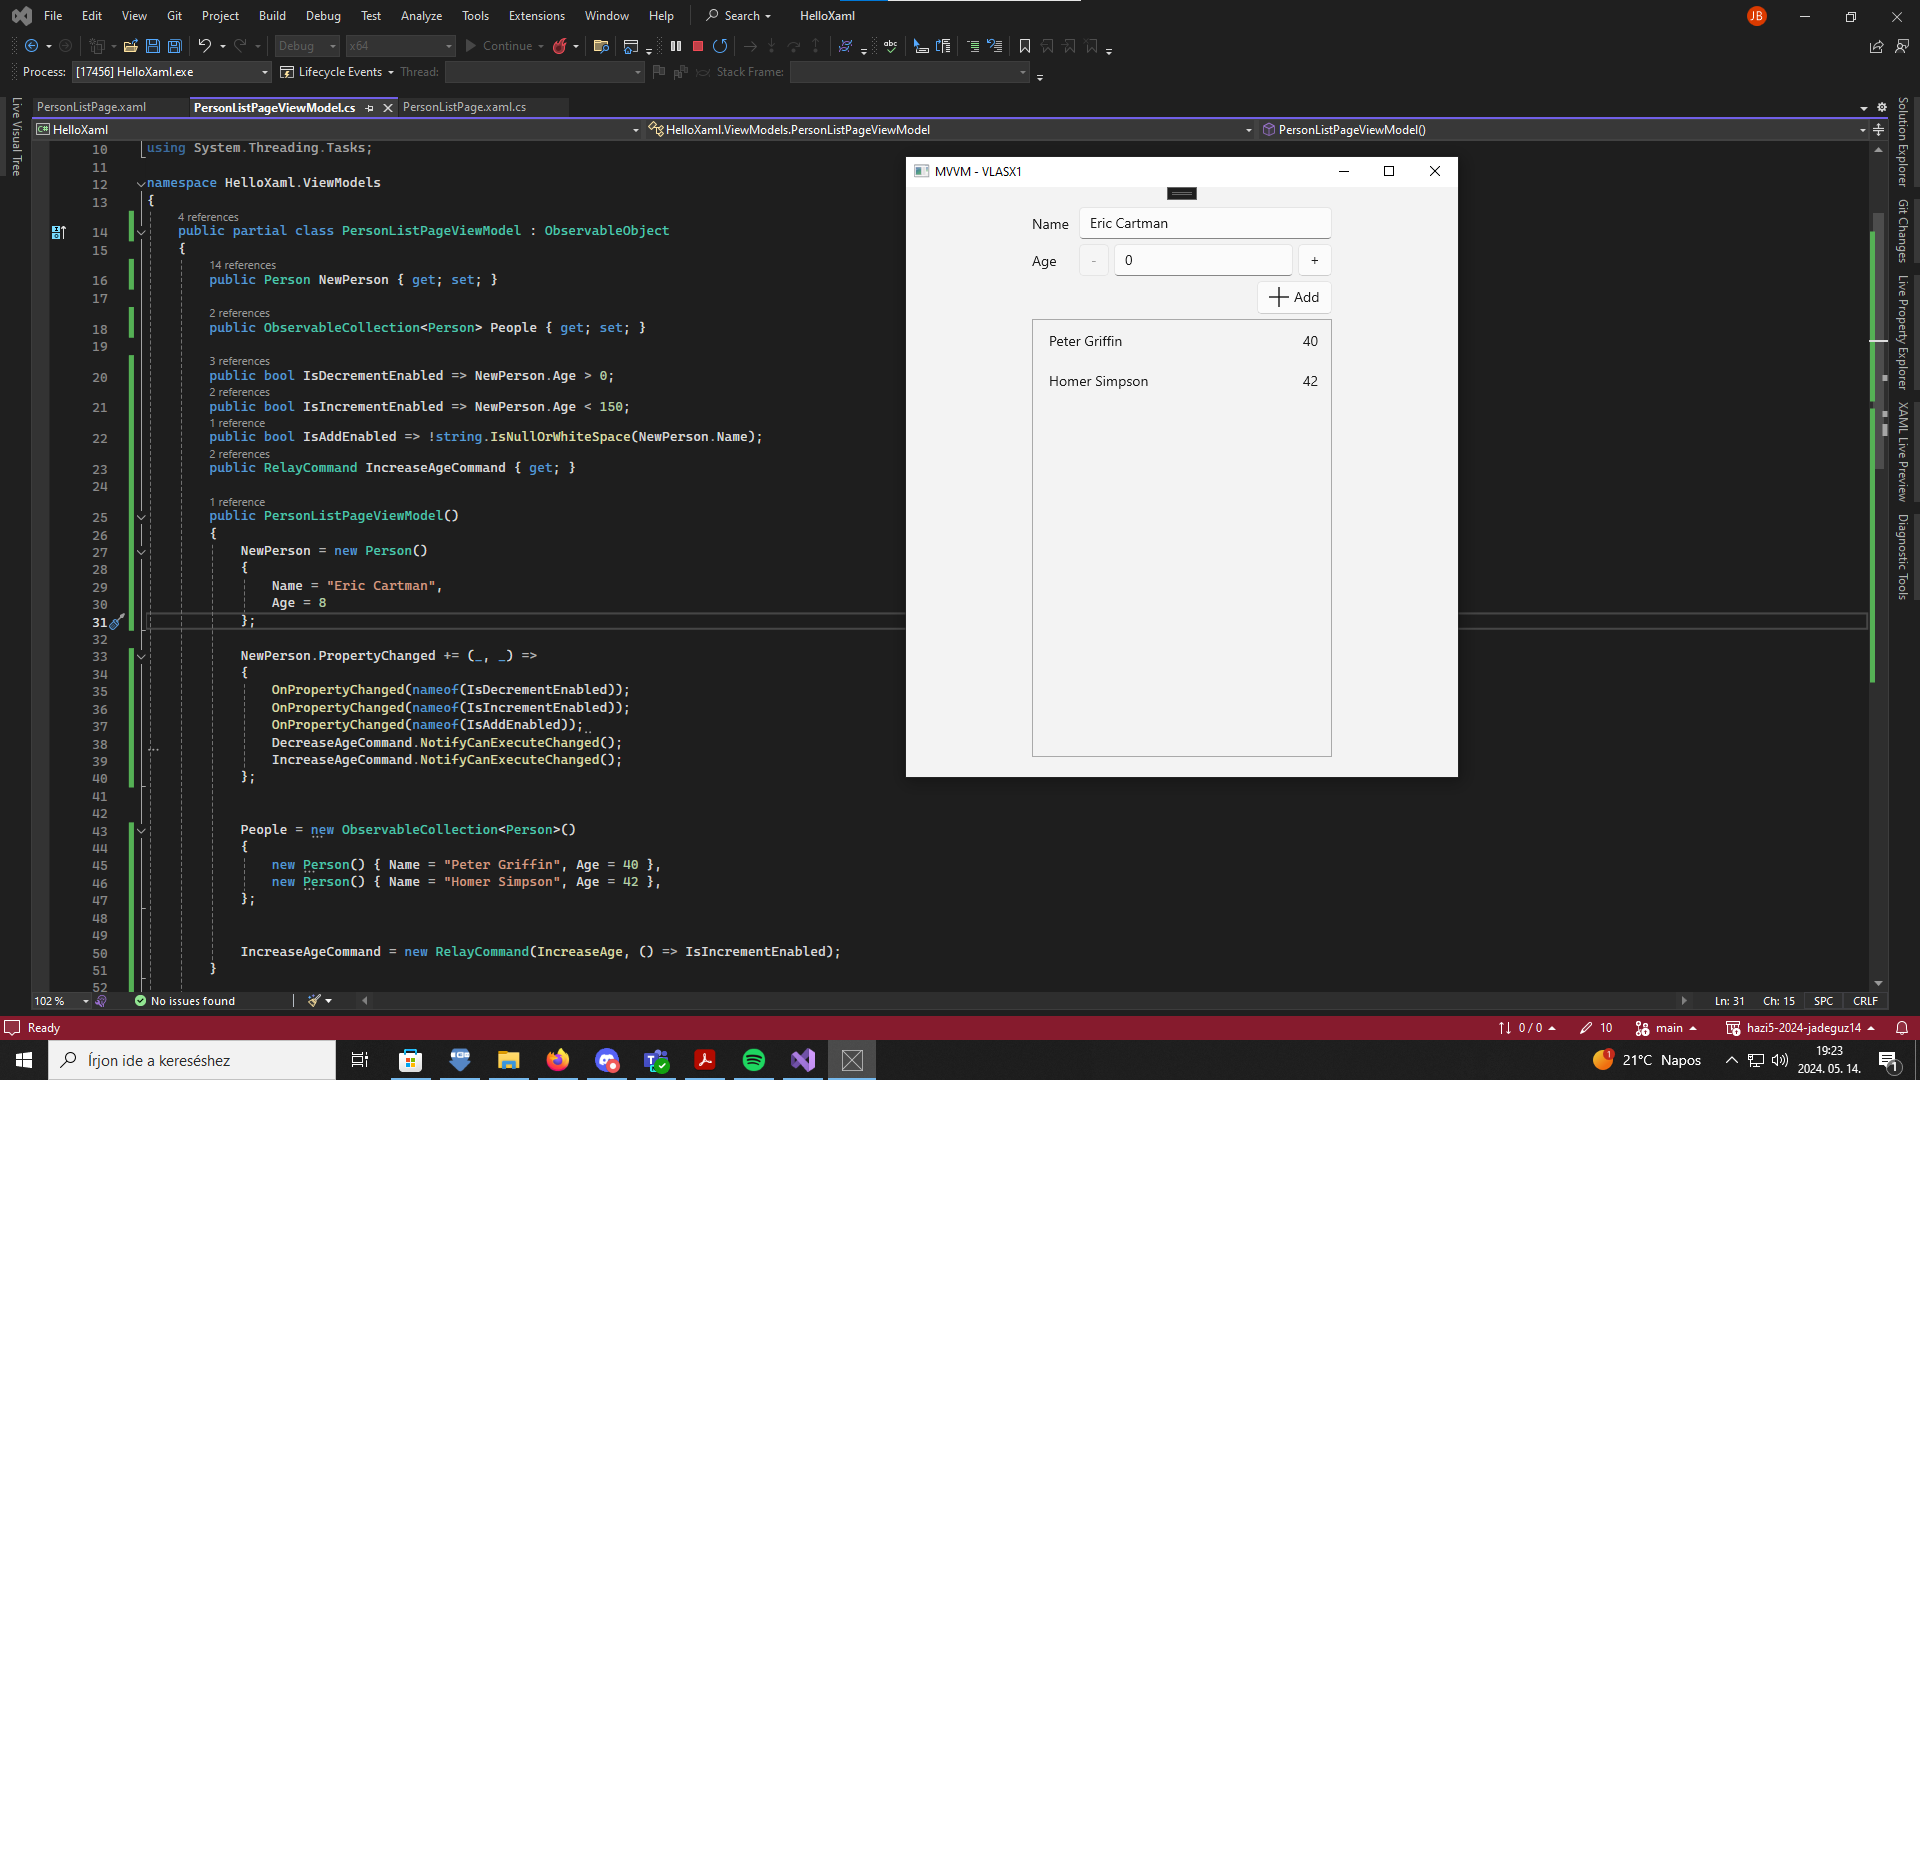 File Edit View Git Project Build Debug Test Analyze Tools Extensions Window Help Search HelloXaml JB
Debug x64 Continue
Process: [17456] HelloXaml.exe Lifecycle Events Thread: Stack Frame:
PersonListPage.xaml PersonListPageViewModel.cs PersonListPage.xaml.cs
HelloXaml HelloXaml.ViewModels.PersonListPageViewModel PersonListPageViewModel()
Live Visual Tree
Solution Explorer
Git Changes
Live Property Explorer
XAML Live Preview
Diagnostic Tools
10 using System.Threading.Tasks;
11
12 namespace HelloXaml.ViewModels
13 {
4 references
14 public partial class PersonListPageViewModel : ObservableObject
15 {
14 references
16 public Person NewPerson { get; set; }
17
2 references
18 public ObservableCollection<Person> People { get; set; }
19
3 references
20 public bool IsDecrementEnabled => NewPerson.Age > 0;
2 references
21 public bool IsIncrementEnabled => NewPerson.Age < 150;
1 reference
22 public bool IsAddEnabled => !string.IsNullOrWhiteSpace(NewPerson.Name);
2 references
23 public RelayCommand IncreaseAgeCommand { get; }
24
1 reference
25 public PersonListPageViewModel()
26 {
27 NewPerson = new Person()
28 {
29 Name = "Eric Cartman",
30 Age = 8
31 };
32
33 NewPerson.PropertyChanged += (_, _) =>
34 {
35 OnPropertyChanged(nameof(IsDecrementEnabled));
36 OnPropertyChanged(nameof(IsIncrementEnabled));
37 OnPropertyChanged(nameof(IsAddEnabled));
38 DecreaseAgeCommand.NotifyCanExecuteChanged();
39 IncreaseAgeCommand.NotifyCanExecuteChanged();
40 };
41
42
43 People = new ObservableCollection<Person>()
44 {
45 new Person() { Name = "Peter Griffin", Age = 40 },
46 new Person() { Name = "Homer Simpson", Age = 42 },
47 };
48
49
50 IncreaseAgeCommand = new RelayCommand(IncreaseAge, () => IsIncrementEnabled);
51 }
52
MVVM - VLASX1
Name Eric Cartman
Age - 0 +
Add
Peter Griffin 40
Homer Simpson 42
102 % No issues found Ln: 31 Ch: 15 SPC CRLF
Ready 0 / 0 10 main hazi5-2024-jadeguz14
Írjon ide a kereséshez 1 21°C Napos 19:23
2024. 05. 14. 1